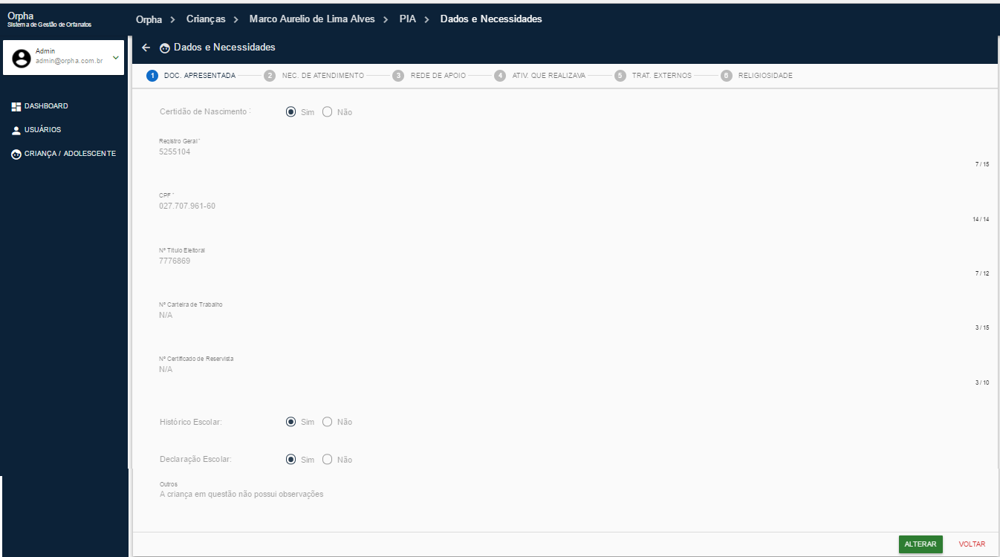 Orpha
Sistema de Gestão de Orfanatos
Orpha > Crianças > Marco Aurelio de Lima Alves > PIA > Dados e Necessidades
Admin
admin@orpha.com.br
DASHBOARD
USUÁRIOS
CRIANÇA / ADOLESCENTE
Dados e Necessidades
1 DOC. APRESENTADA 2 NEC. DE ATENDIMENTO 3 REDE DE APOIO 4 ATIV. QUE REALIZAVA 5 TRAT. EXTERNOS 6 RELIGIOSIDADE
Certidão de Nascimento : Sim Não
Registro Geral *
5255104
7 / 15
CPF *
027.707.961-60
14 / 14
Nº Título Eleitoral
7776869
7 / 12
Nº Carteira de Trabalho
N/A
3 / 15
Nº Certificado de Reservista
N/A
3 / 10
Histórico Escolar: Sim Não
Declaração Escolar: Sim Não
Outros
A criança em questão não possui observações
ALTERAR VOLTAR